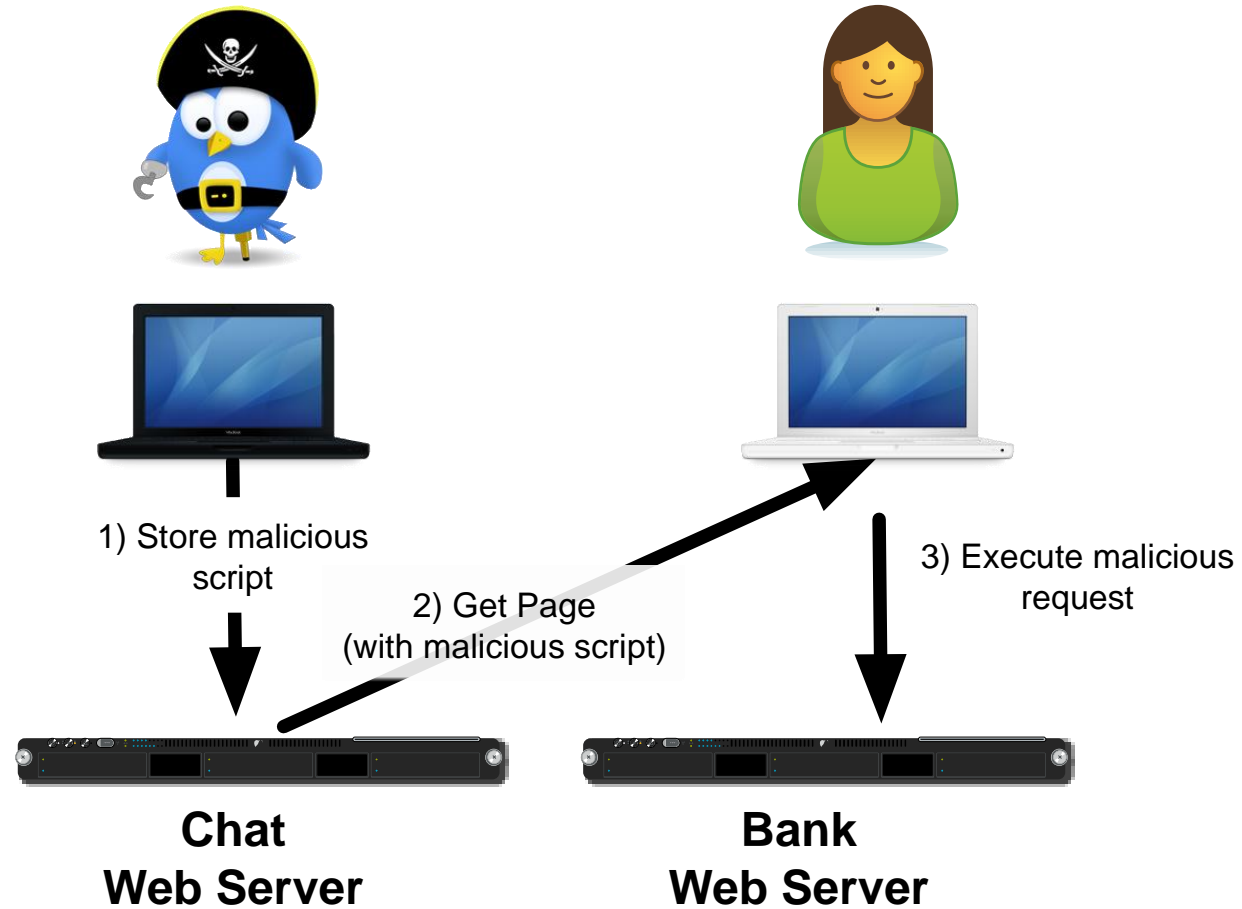 1) Store malicious
script
2) Get Page
(with malicious script)
3) Execute malicious
request
Chat
Web Server
Bank
Web Server